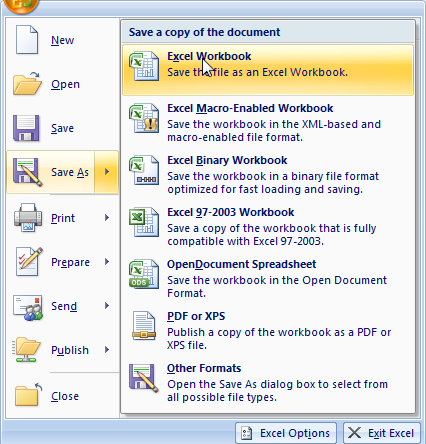 New
Open
Save
Save As
Print
Prepare
Send
Publish
Close
Save a copy of the document
Excel Workbook
Save the file as an Excel Workbook.
Excel Macro-Enabled Workbook
Save the workbook in the XML-based and
macro-enabled file format.
Excel Binary Workbook
Save the workbook in a binary file format
optimized for fast loading and saving.
Excel 97-2003 Workbook
Save a copy of the workbook that is fully
compatible with Excel 97-2003.
OpenDocument Spreadsheet
Save the workbook in the Open Document
Format.
ODS
PDF or XPS
Publish a copy of the workbook as a PDF or
XPS file.
Other Formats
Open the Save As dialog box to select from
all possible file types.
Excel Options
Exit Excel